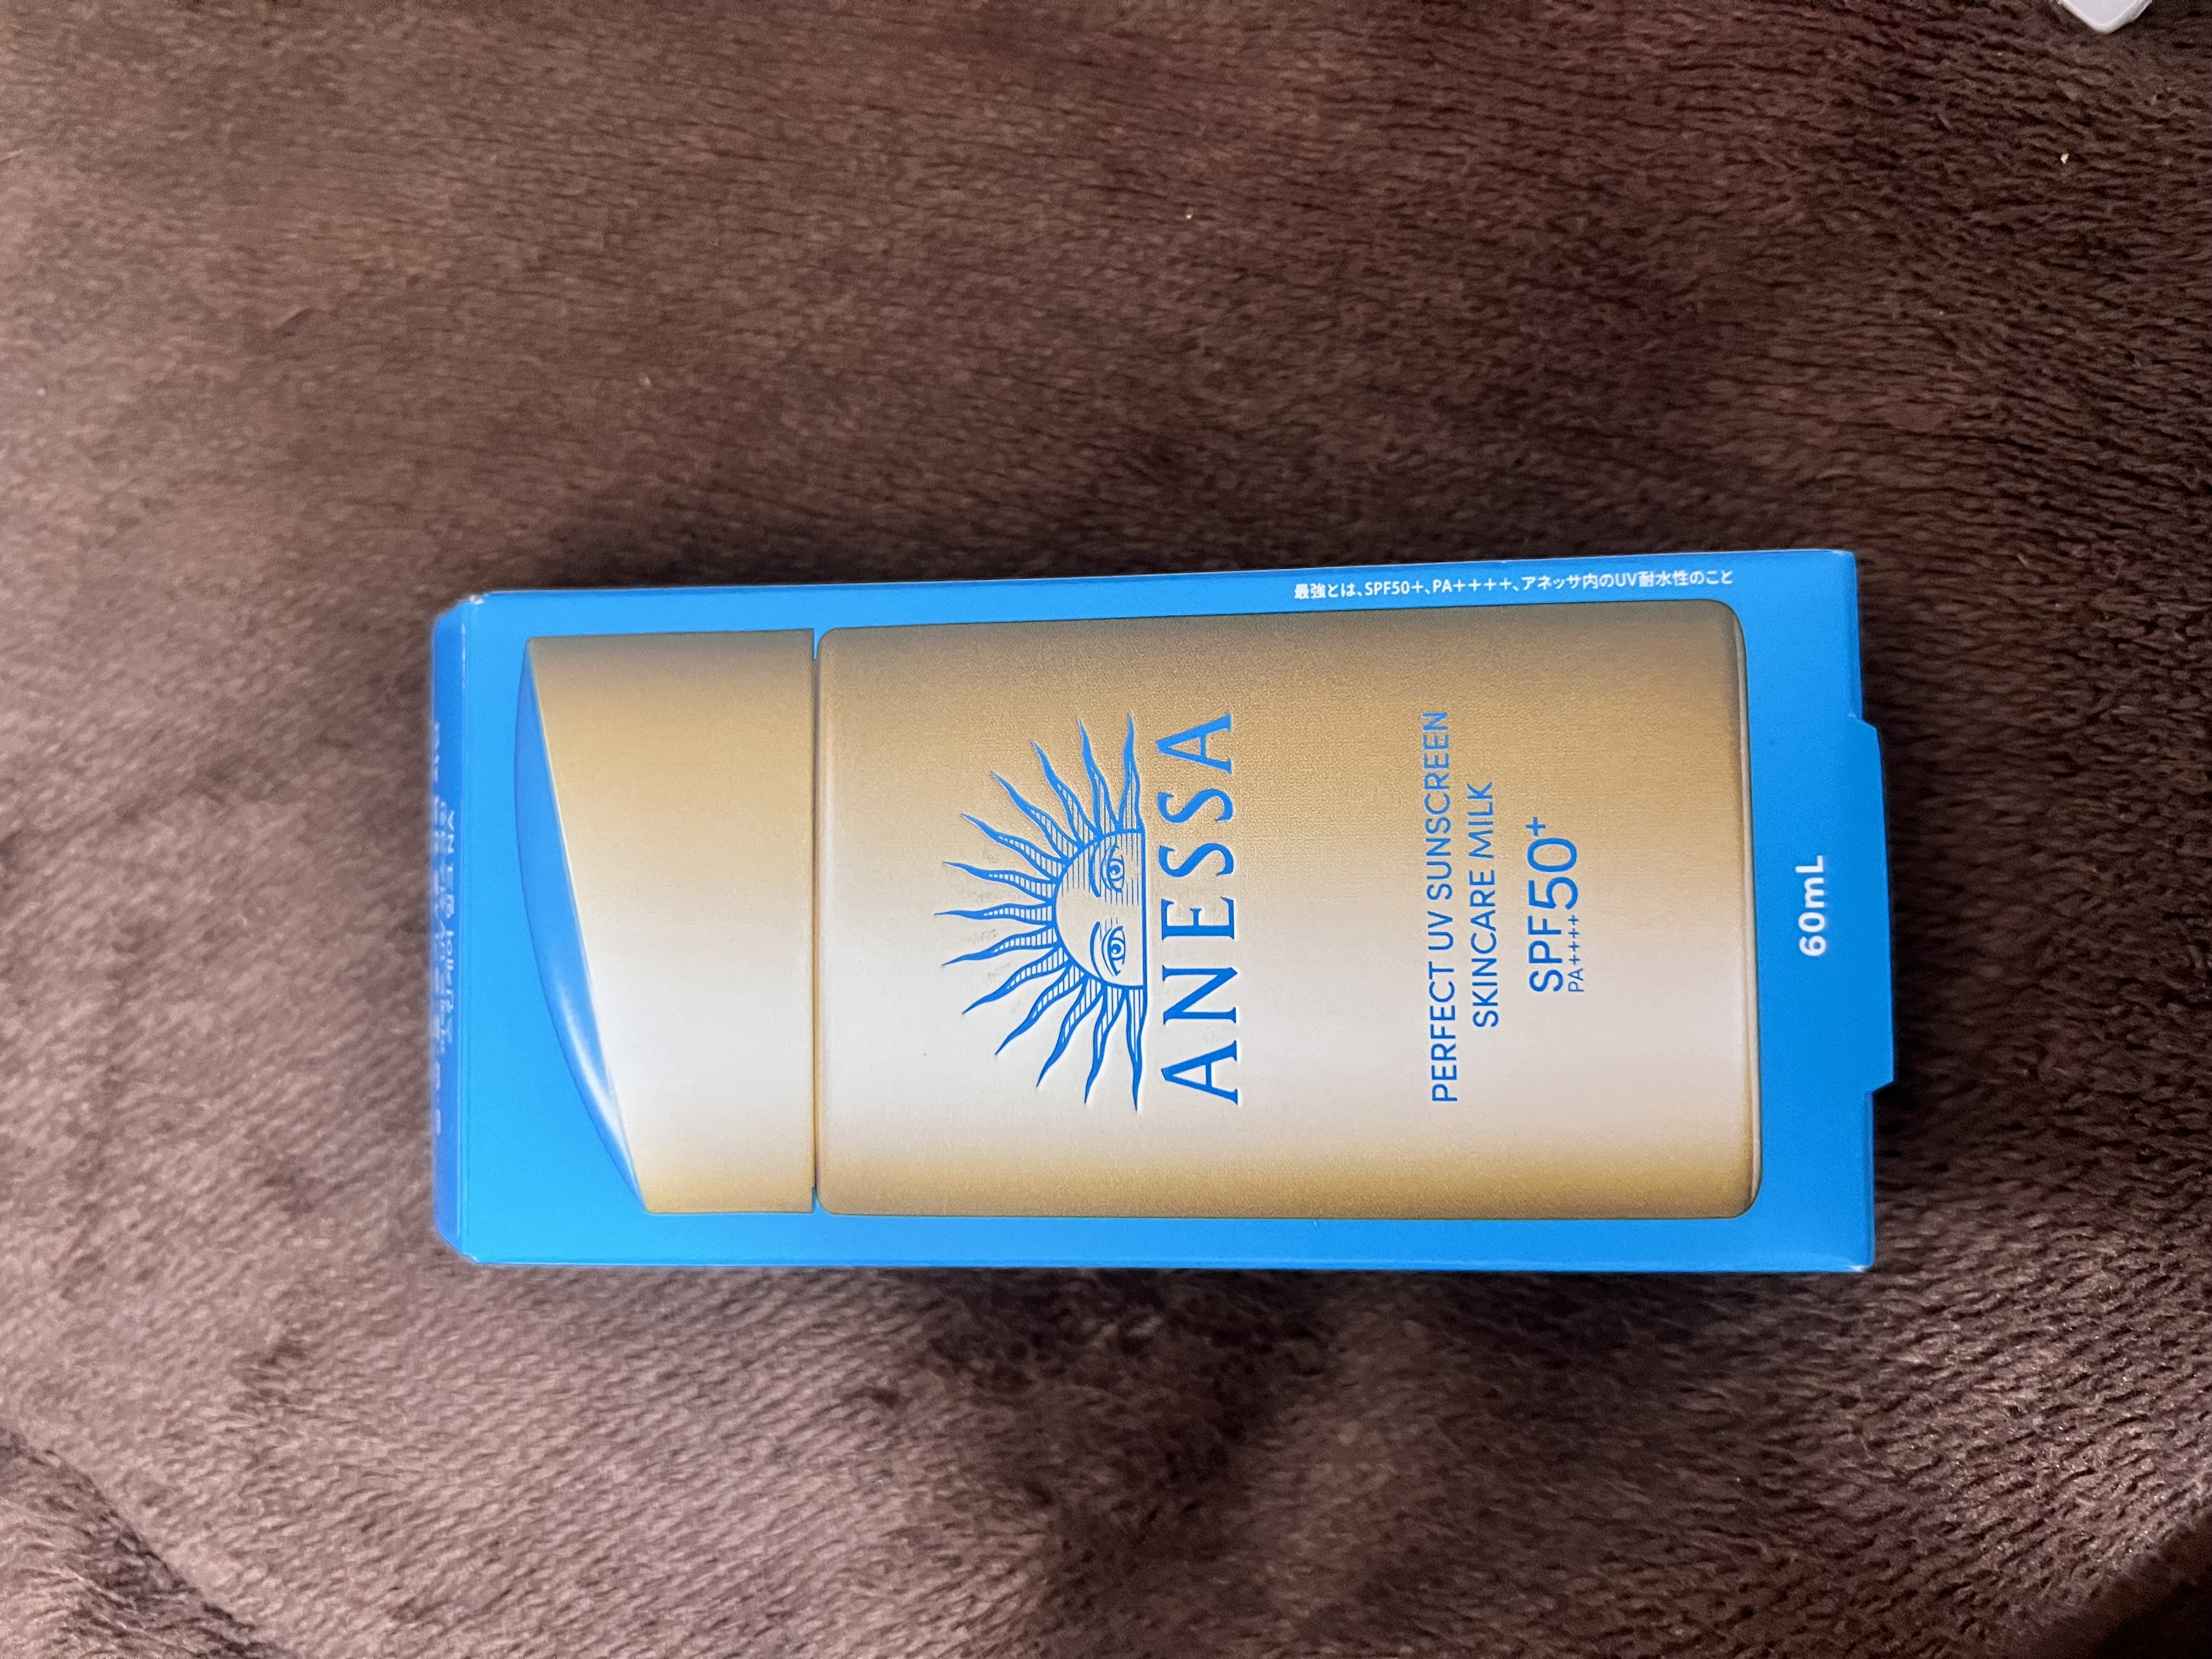 最強とは、SPF50+、PA++++、アネッサ内のUV耐水性のこと
ANESSA
PERFECT UV SUNSCREEN
SKINCARE MILK
SPF50+
PA++++
60mL